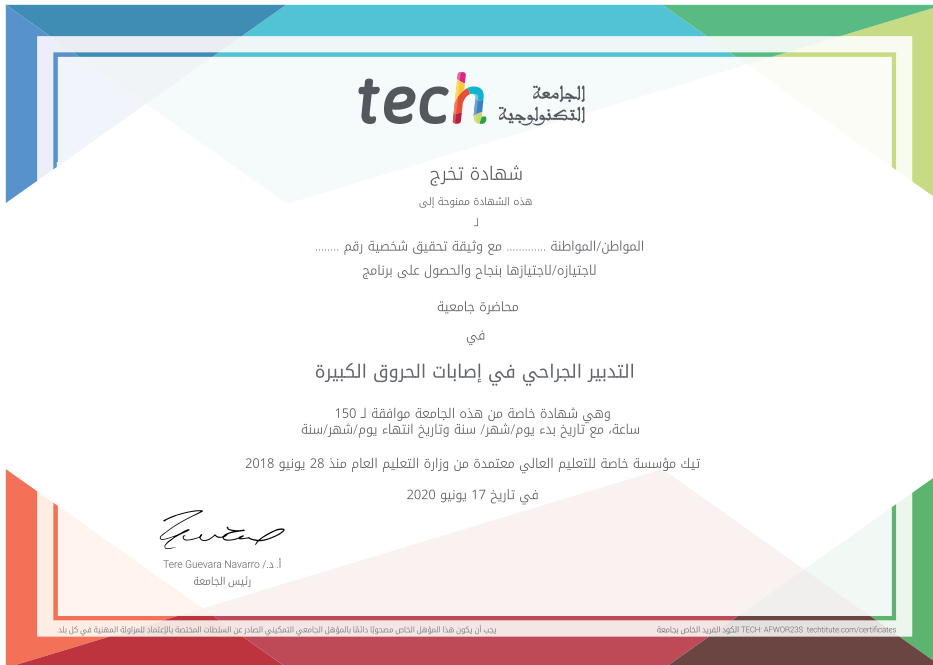 tech الجامعة
التكنولوجية
شهادة تخرج
هذه الشهادة ممنوحة إلى
لـ
المواطن/المواطنة ............ مع وثيقة تحقيق شخصية رقم ........
لاجتيازه/لاجتيازها بنجاح والحصول على برنامج
محاضرة جامعية
في
التدبير الجراحي في إصابات الحروق الكبيرة
وهي شهادة خاصة من هذه الجامعة موافقة لـ 150
ساعة، مع تاريخ بدء يوم/شهر/ سنة وتاريخ انتهاء يوم/شهر/سنة
تيك مؤسسة خاصة للتعليم العالي معتمدة من وزارة التعليم العام منذ 28 يونيو 2018
في تاريخ 17 يونيو 2020
أ. د./ Tere Guevara Navarro
رئيس الجامعة
يجب أن يكون هذا المؤهل الخاص مصحوبًا دائمًا بالمؤهل الجامعي التمكيني الصادر عن السلطات المختصة بالإعتماد للمزاولة المهنية في كل بلد.
الكود الفريد الخاص بجامعة TECH: AFWOR23S techtitute.com/certificates